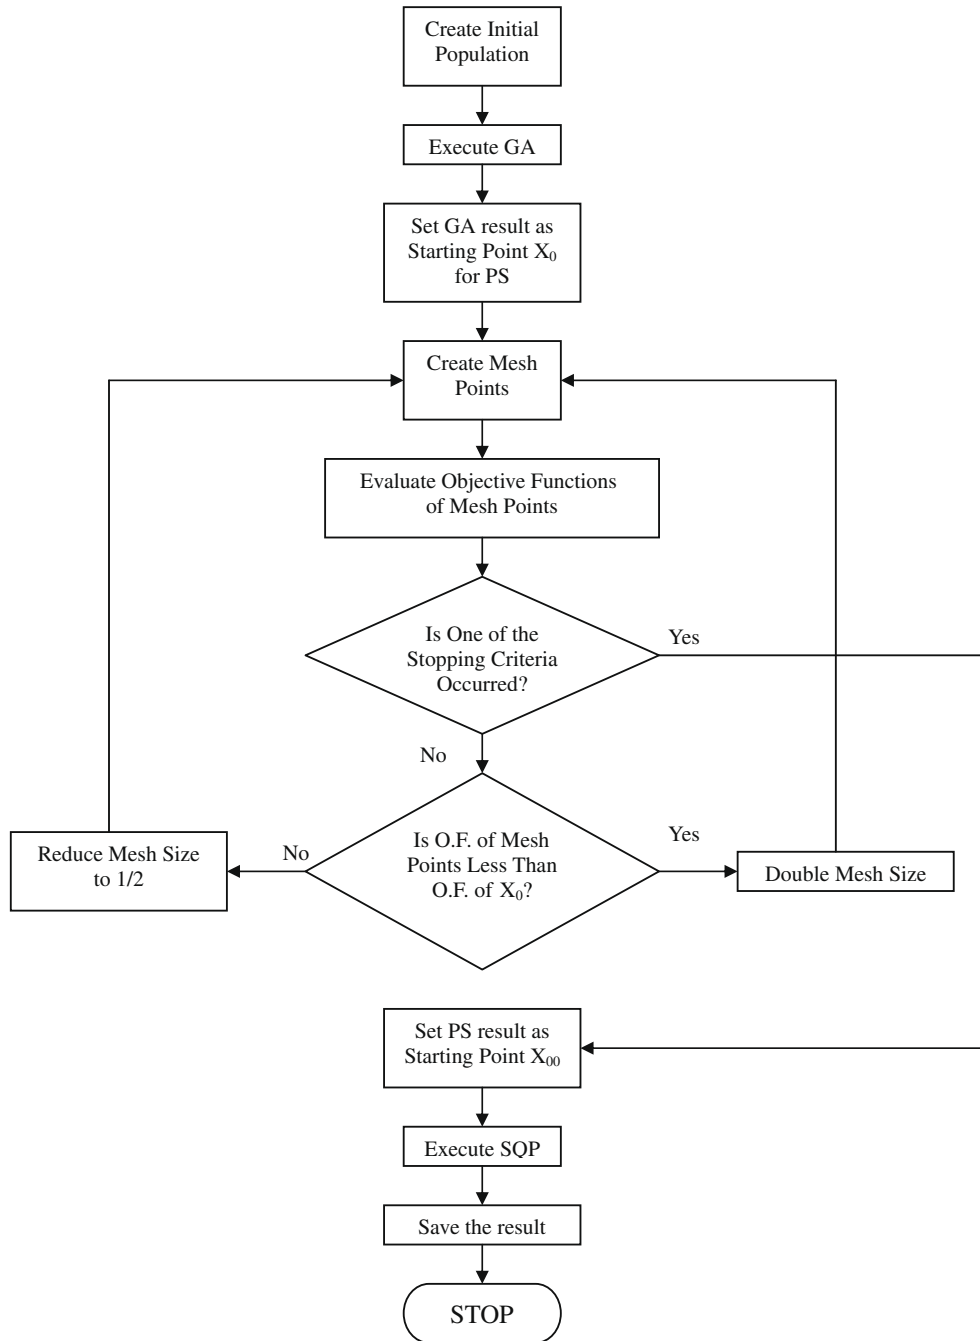 Create Initial
Population
Execute GA
Set GA result as
Starting Point X₀
for PS
Create Mesh
Points
Evaluate Objective Functions
of Mesh Points
Is One of the
Stopping Criteria
Occurred?
Yes
No
Is O.F. of Mesh
Points Less Than
O.F. of X₀?
No
Yes
Reduce Mesh Size
to 1/2
Double Mesh Size
Set PS result as
Starting Point X₀₀
Execute SQP
Save the result
STOP